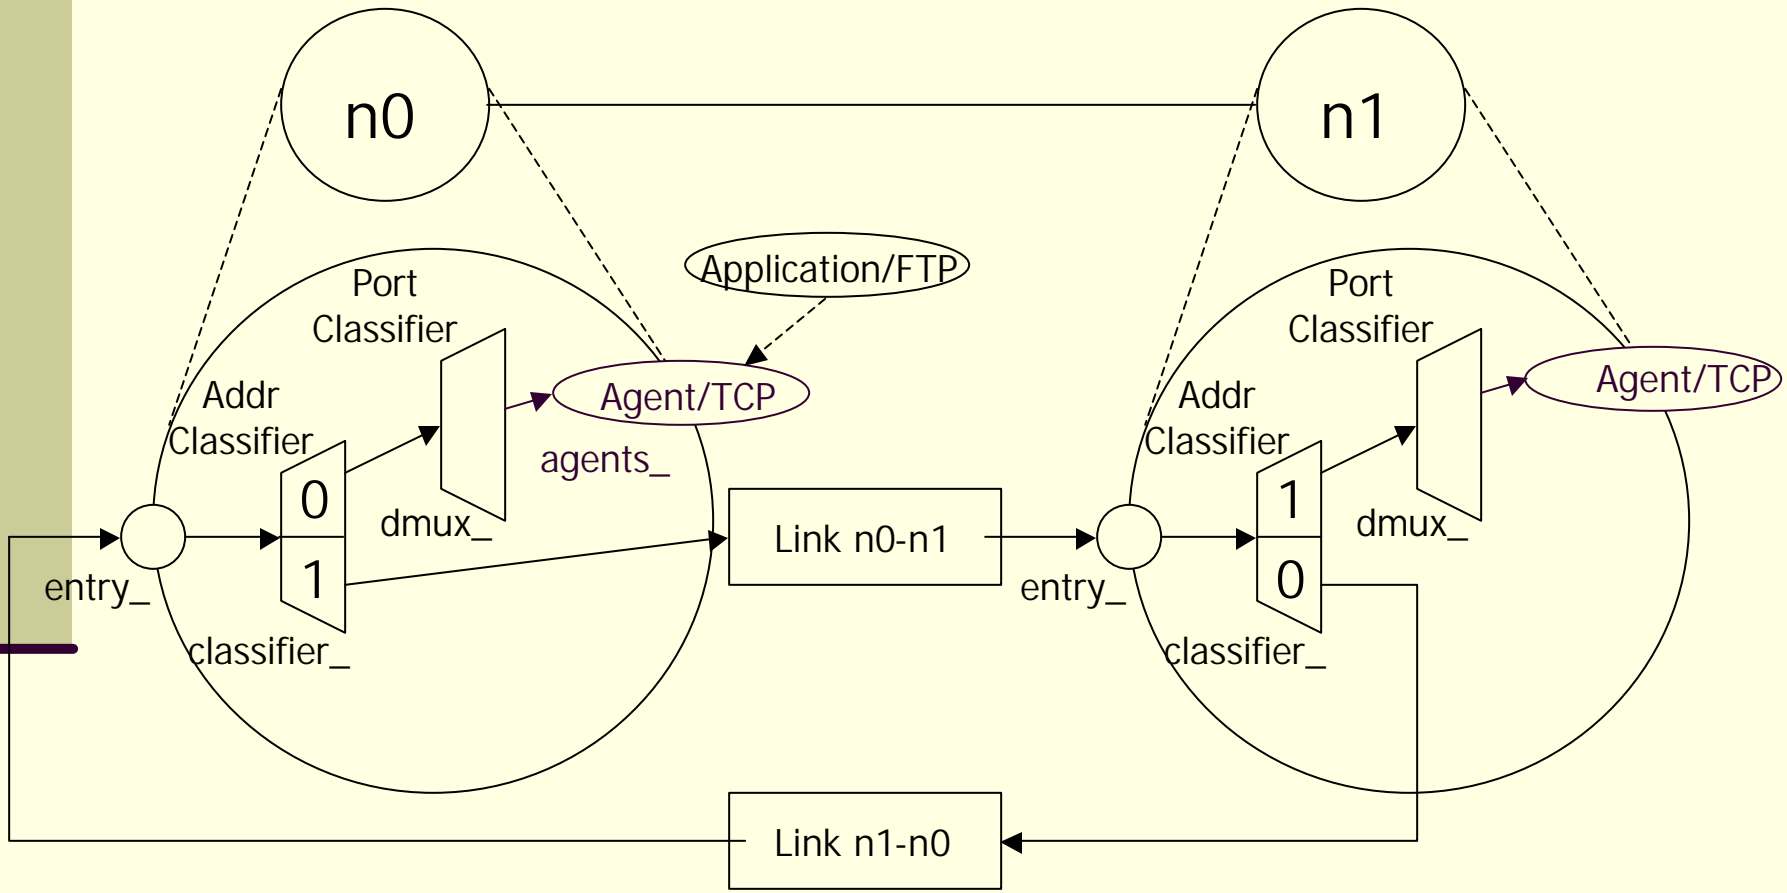 n0
n1
Application/FTP
Port
Classifier
Addr
Classifier
Agent/TCP
agents_
0
1
dmux_
entry_
classifier_
Link n0-n1
Port
Classifier
Addr
Classifier
Agent/TCP
1
0
dmux_
entry_
classifier_
Link n1-n0